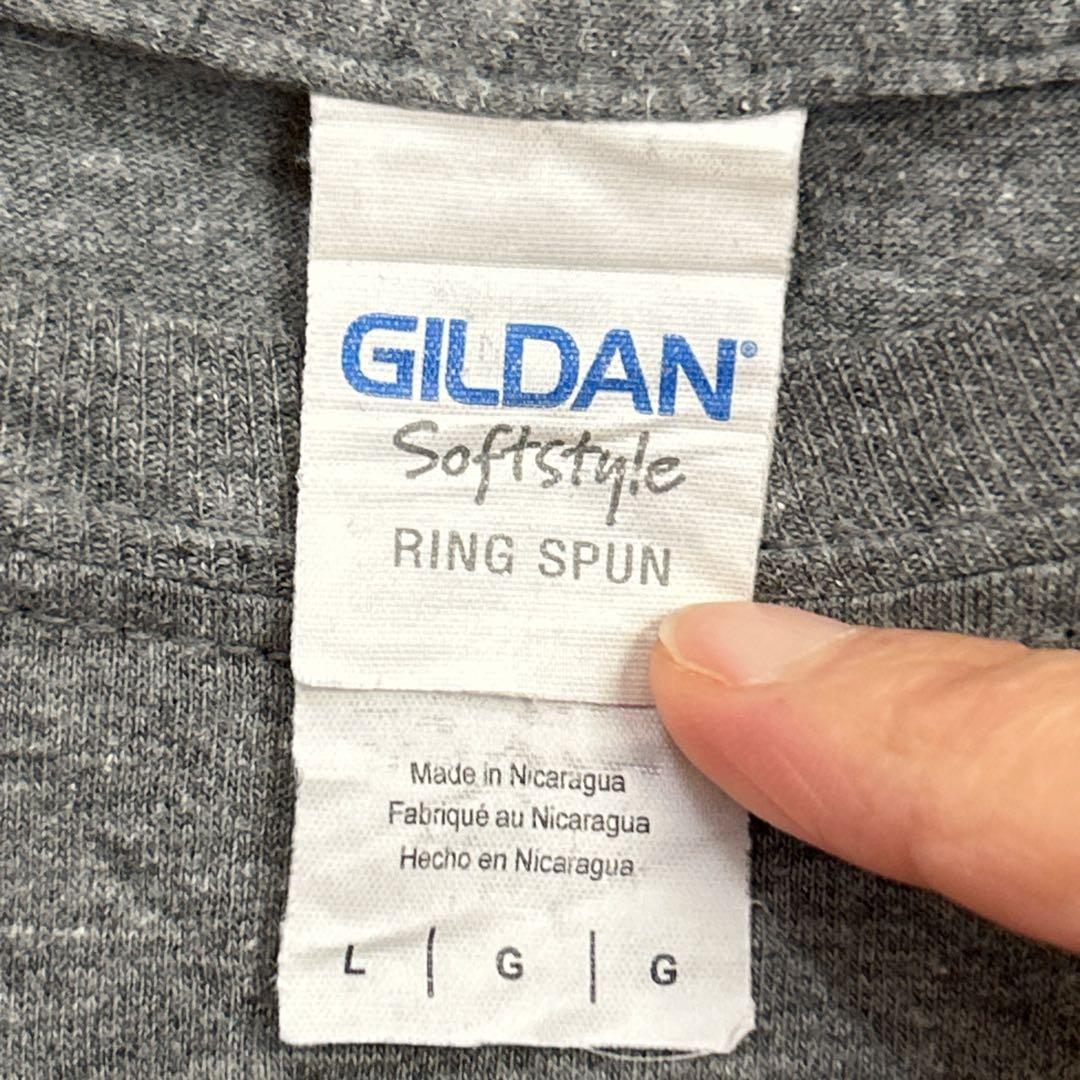 GILDAN®
Softstyle
RING SPUN
Made in Nicaragua
Fabriqué au Nicaragua
Hecho en Nicaragua
L | G | G